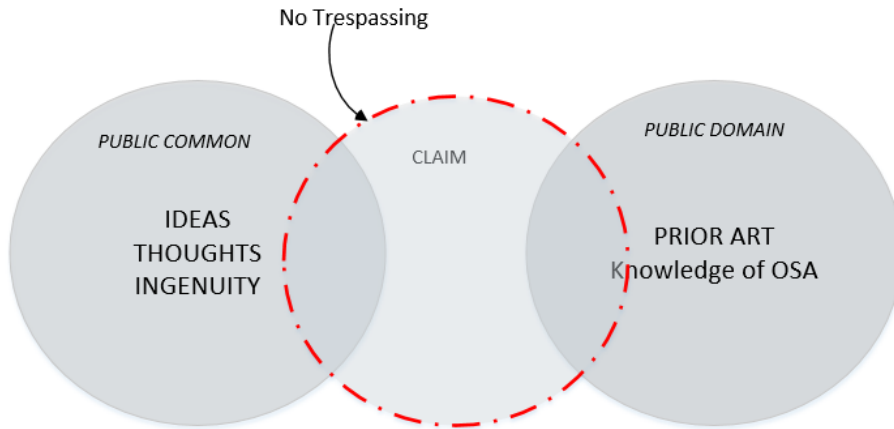 No Trespassing
PUBLIC COMMON
IDEAS
THOUGHTS
INGENUITY
CLAIM
PUBLIC DOMAIN
PRIOR ART
Knowledge of OSA